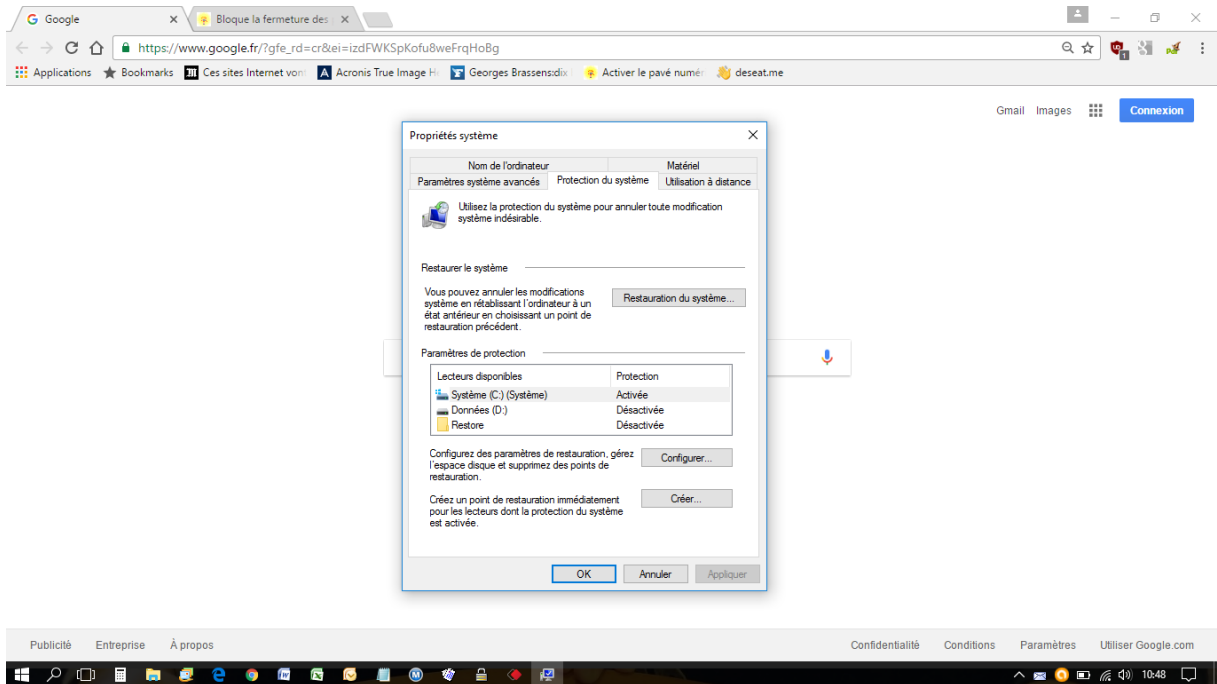 Google
Bloque la fermeture des
https://www.google.fr/?gfe_rd=cr&ei=izdFWKSpKofu8weFrqHoBg
1
Applications Bookmarks Ces sites Internet von Acronis True Image H Georges Brassens:dix Activer le pavé numér deseat.me
Gmail Images Connexion
Propriétés système
Nom de l'ordinateur Matériel
Paramètres système avancés Protection du système Utilisation à distance
Utilisez la protection du système pour annuler toute modification
système indésirable.
Restaurer le système
Vous pouvez annuler les modifications
système en rétablissant l'ordinateur à un
état antérieur en choisissant un point de
restauration précédent.
Restauration du système...
Paramètres de protection
Lecteurs disponibles Protection
Système (C:) (Système) Activée
Données (D:) Désactivée
Restore Désactivée
Configurez des paramètres de restauration, gérez
l'espace disque et supprimez des points de
restauration.
Configurer...
Créez un point de restauration immédiatement
pour les lecteurs dont la protection du système
est activée.
Créer...
OK Annuler Appliquer
Publicité Entreprise À propos Confidentialité Conditions Paramètres Utiliser Google.com
10:48